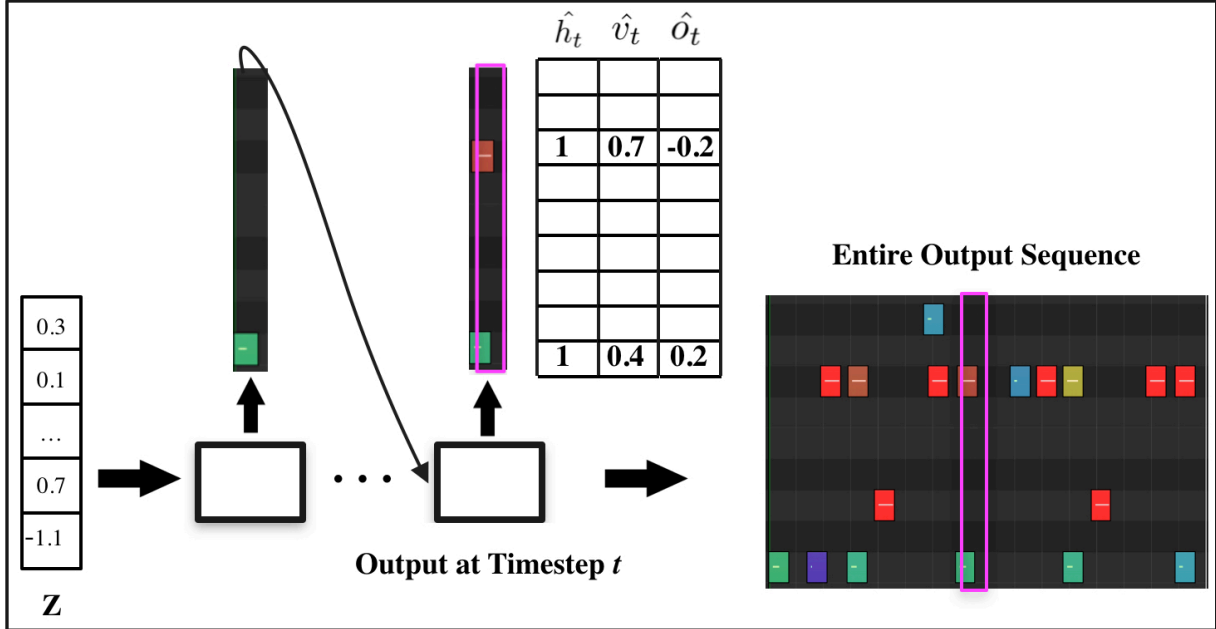 ĥ_t v̂_t ô_t
1 0.7 -0.2
1 0.4 0.2
Entire Output Sequence
0.3
0.1
...
0.7
-1.1
Z
. . .
Output at Timestep t